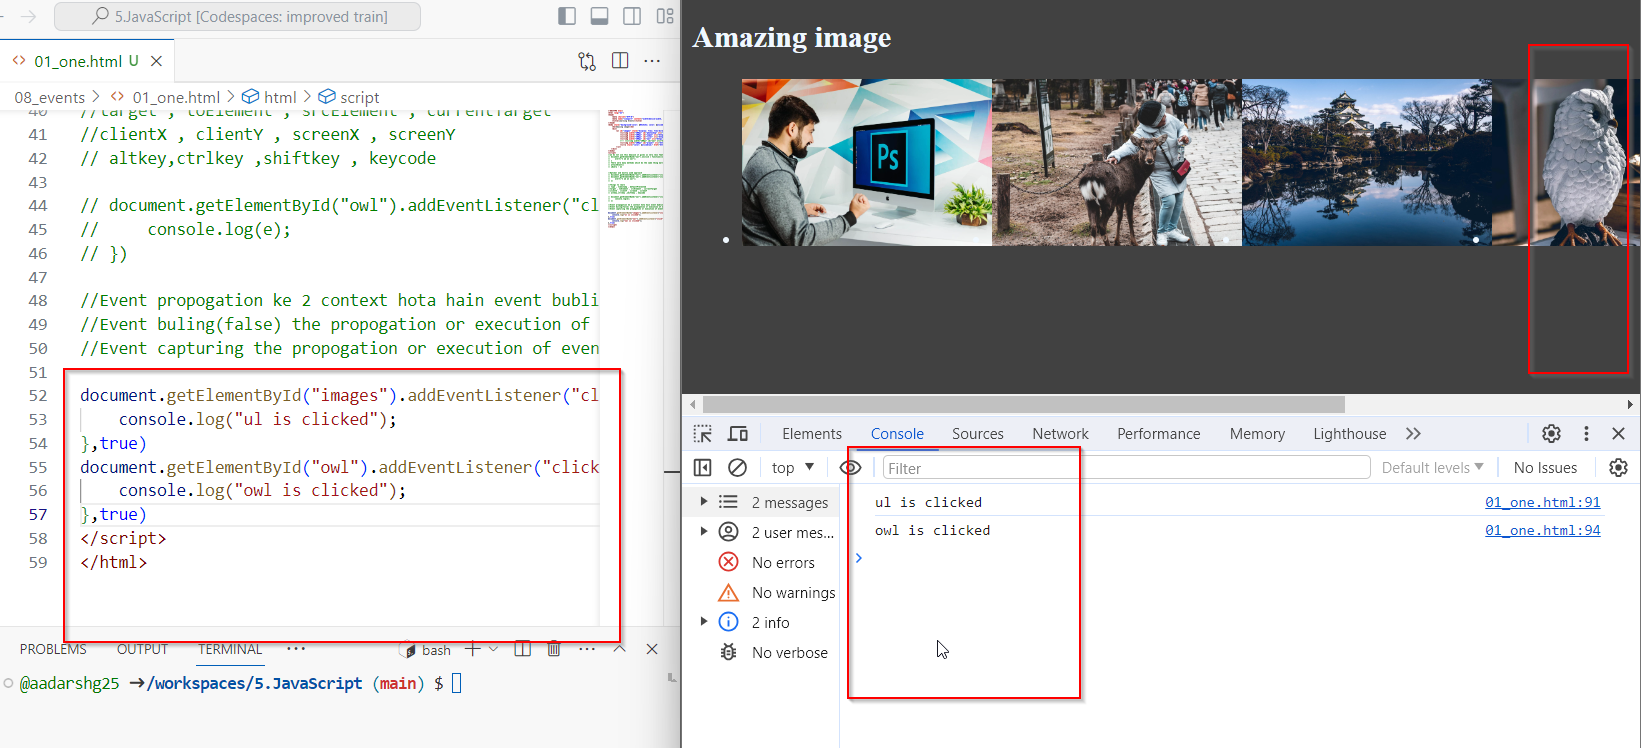 5.JavaScript [Codespaces: improved train]
01_one.html U
08_events > 01_one.html > html > script
40 //target , toElement , srcElement , currentTarget
41 //clientX , clientY , screenX , screenY
42 // altkey,ctrlkey ,shiftkey , keycode
43
44 // document.getElementById("owl").addEventListener("cl
45 //     console.log(e);
46 // })
47
48 //Event propogation ke 2 context hota hain event bubli
49 //Event buling(false) the propogation or execution of
50 //Event capturing the propogation or execution of even
51
52 document.getElementById("images").addEventListener("cl
53     console.log("ul is clicked");
54 },true)
55 document.getElementById("owl").addEventListener("click
56     console.log("owl is clicked");
57 },true)
58 </script>
59 </html>
PROBLEMS OUTPUT TERMINAL ... bash
@aadarshg25 →/workspaces/5.JavaScript (main) $
Amazing image
Ps
Elements Console Sources Network Performance Memory Lighthouse
top Filter Default levels No Issues
2 messages
2 user mes...
No errors
No warnings
2 info
No verbose
ul is clicked 01_one.html:91
owl is clicked 01_one.html:94